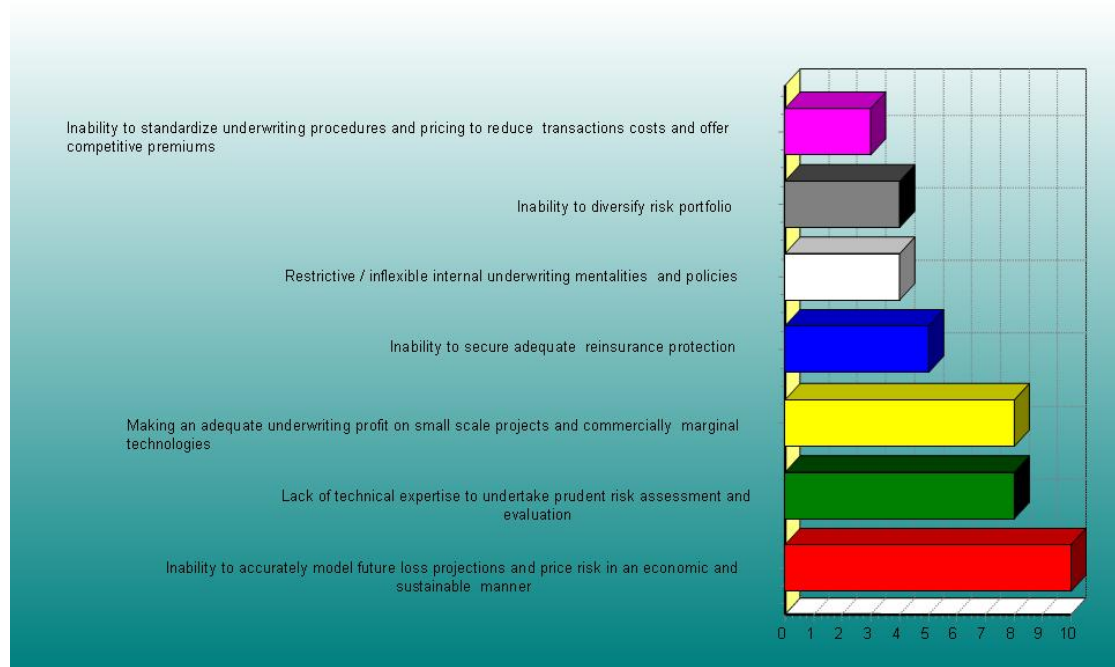 Inability to standardize underwriting procedures and pricing to reduce transactions costs and offer
competitive premiums
Inability to diversify risk portfolio
Restrictive / inflexible internal underwriting mentalities and policies
Inability to secure adequate reinsurance protection
Making an adequate underwriting profit on small scale projects and commercially marginal
technologies
Lack of technical expertise to undertake prudent risk assessment and
evaluation
Inability to accurately model future loss projections and price risk in an economic and
sustainable manner
0 1 2 3 4 5 6 7 8 9 10